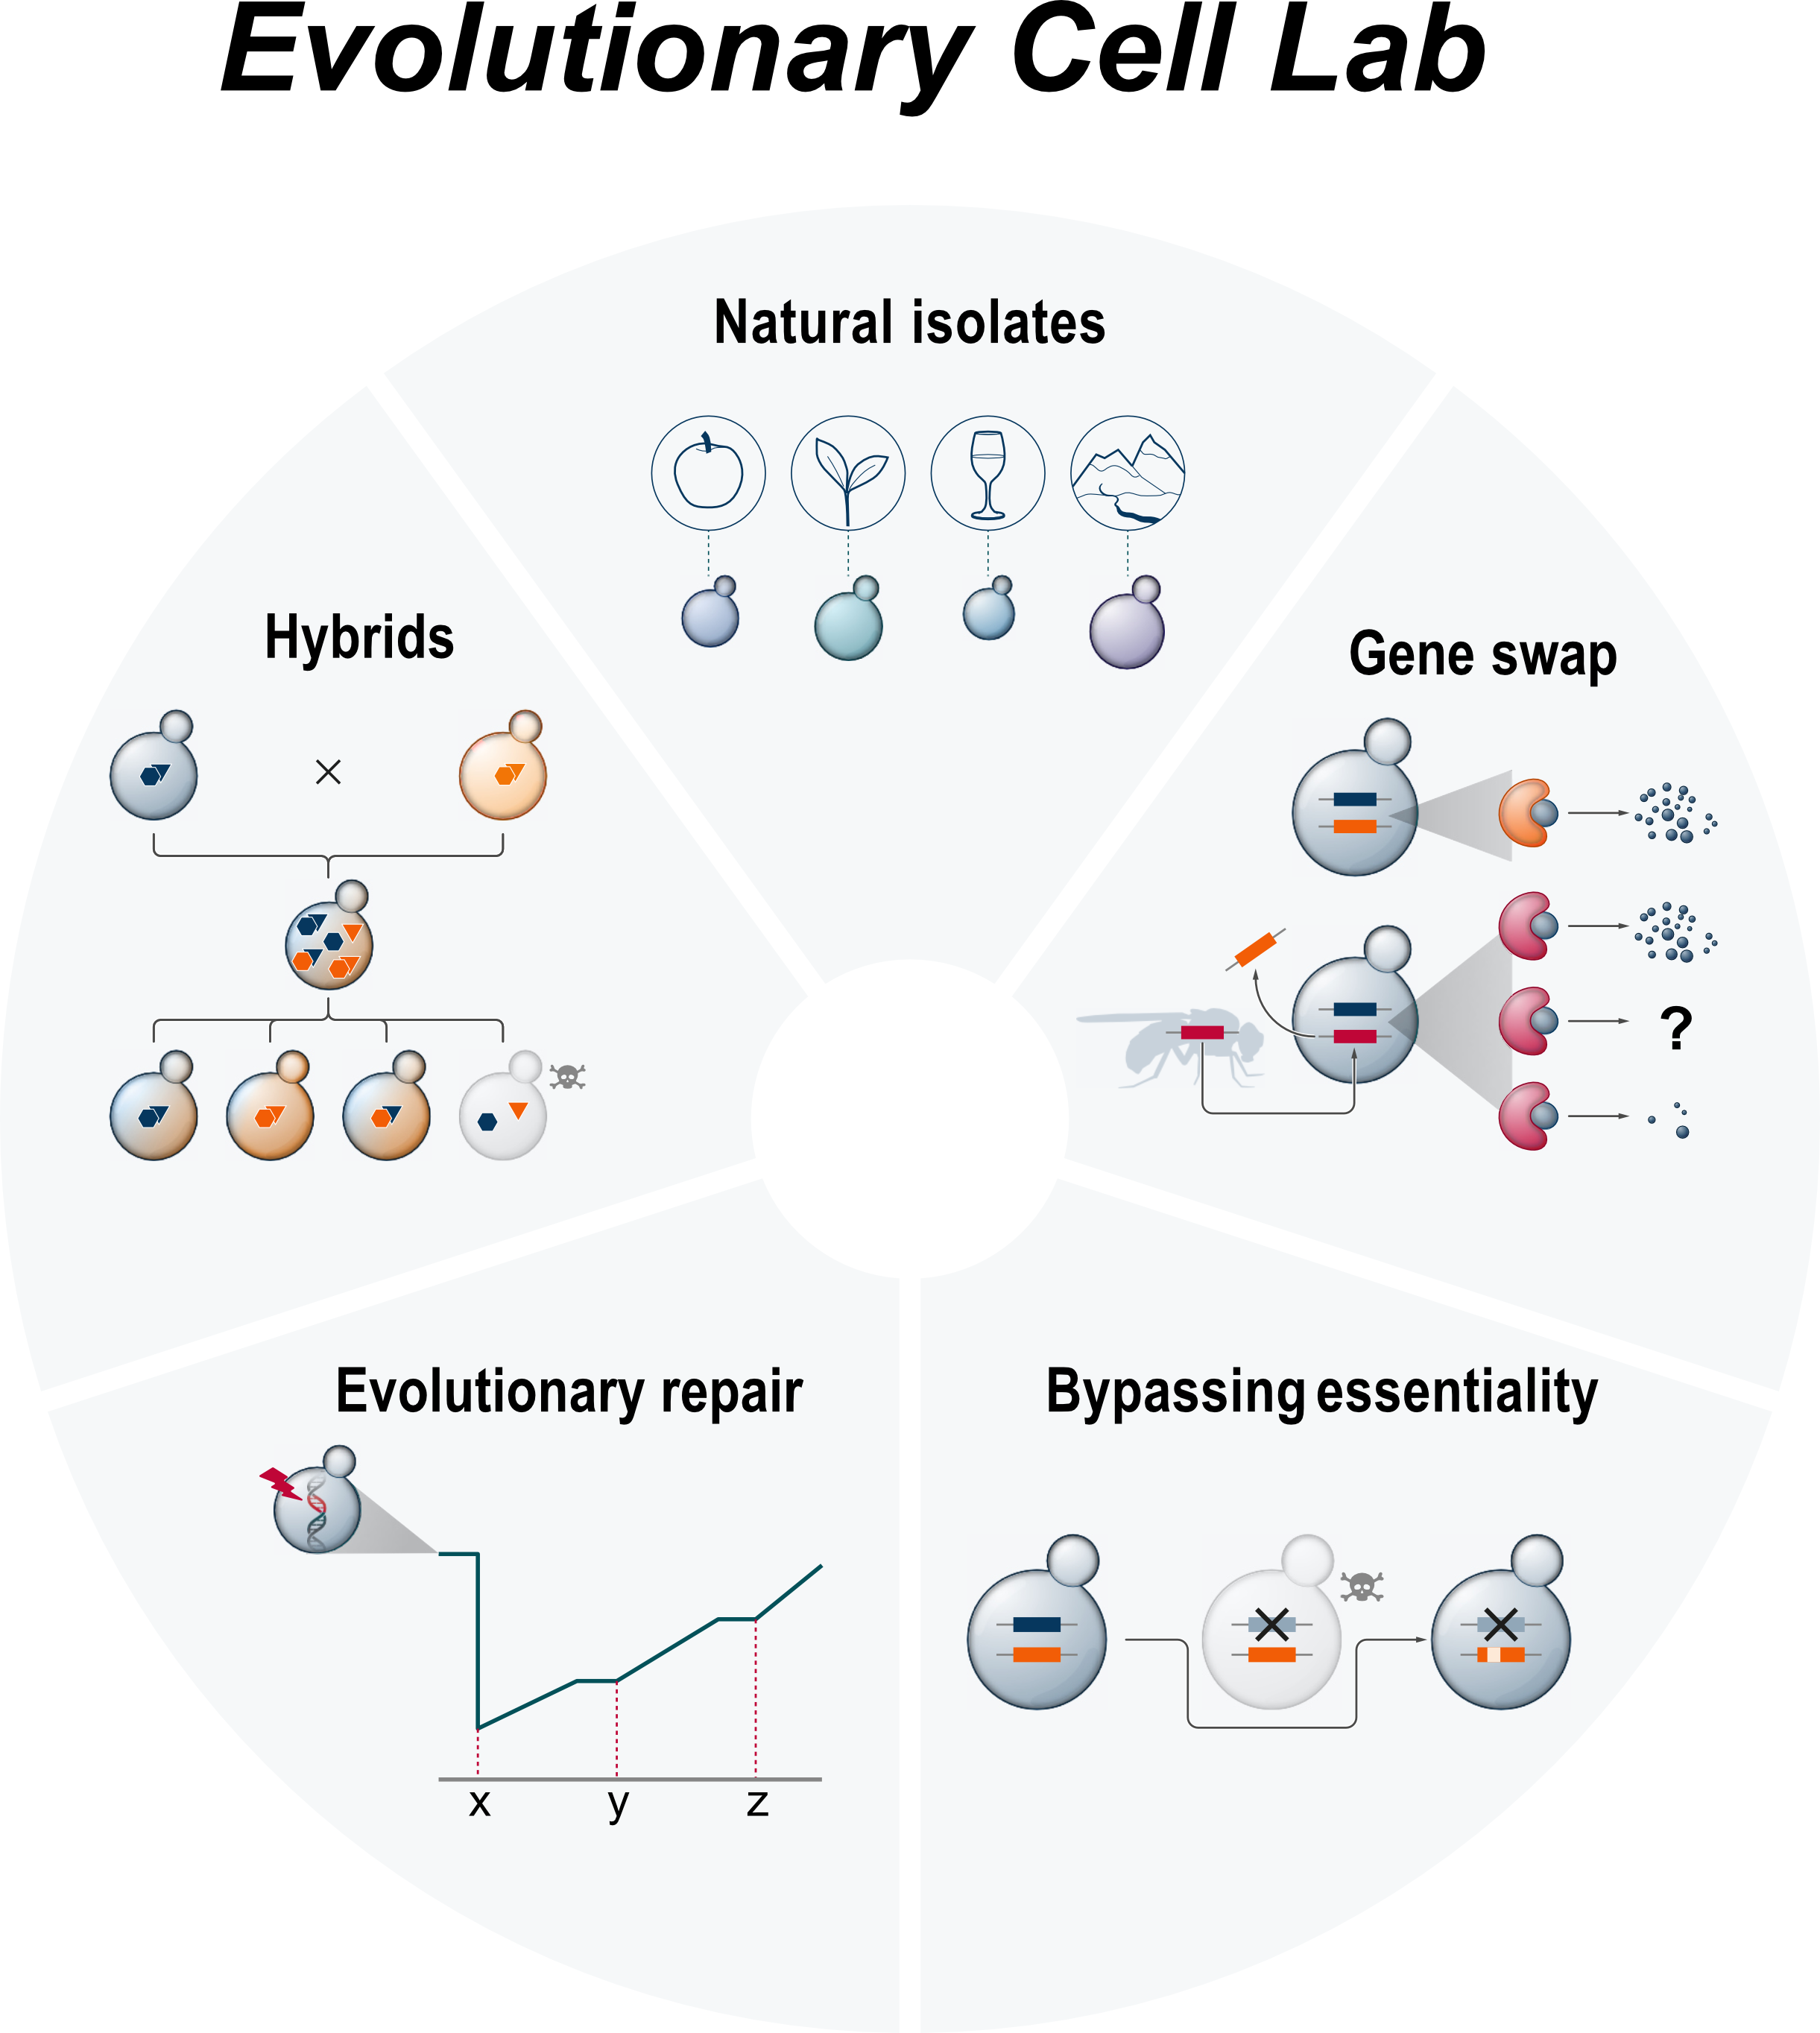 Evolutionary Cell Lab
Natural isolates
Hybrids
Gene swap
?
Evolutionary repair
x y z
Bypassing essentiality